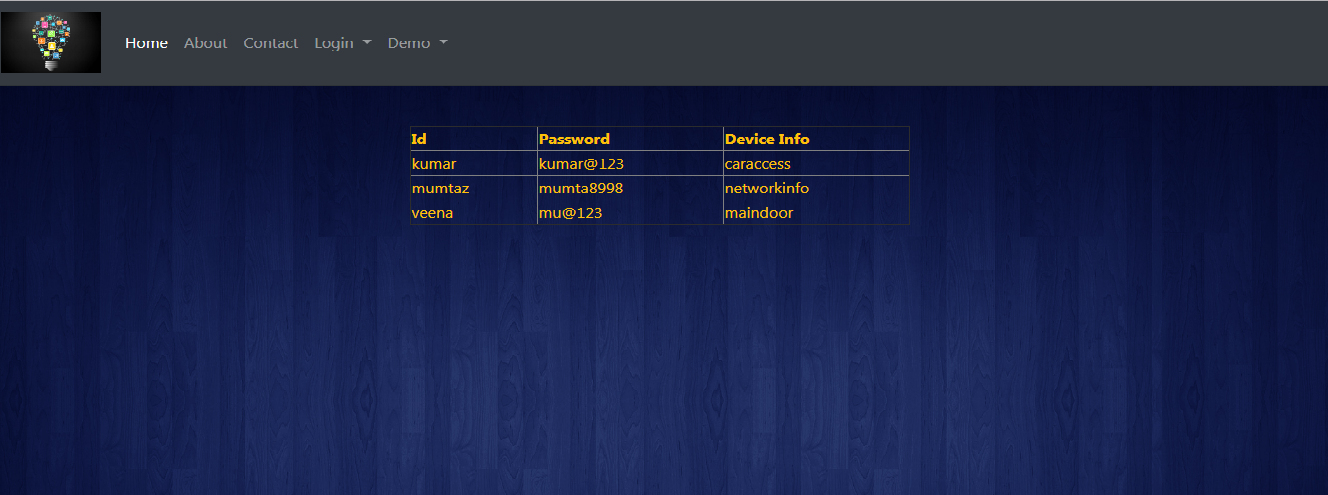 Home About Contact Login Demo
Id Password Device Info
kumar kumar@123 caraccess
mumtaz mumta8998 networkinfo
veena mu@123 maindoor